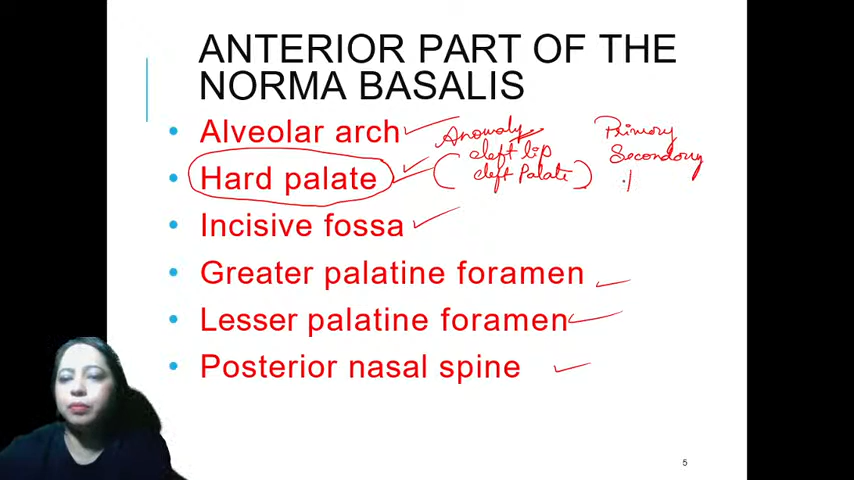 ANTERIOR PART OF THE
NORMA BASALIS
• Alveolar arch
Anomaly
cleft lip
Primary
Secondary
• Hard palate
( cleft Palate )
• Incisive fossa
• Greater palatine foramen
• Lesser palatine foramen
• Posterior nasal spine
5